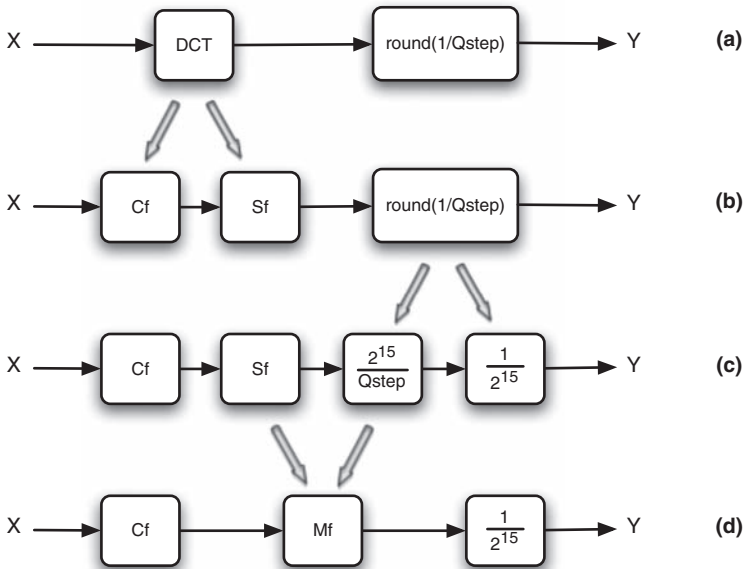 X DCT round(1/Qstep) Y (a)
X Cf Sf round(1/Qstep) Y (b)
X Cf Sf 2^15/Qstep 1/2^15 Y (c)
X Cf Mf 1/2^15 Y (d)